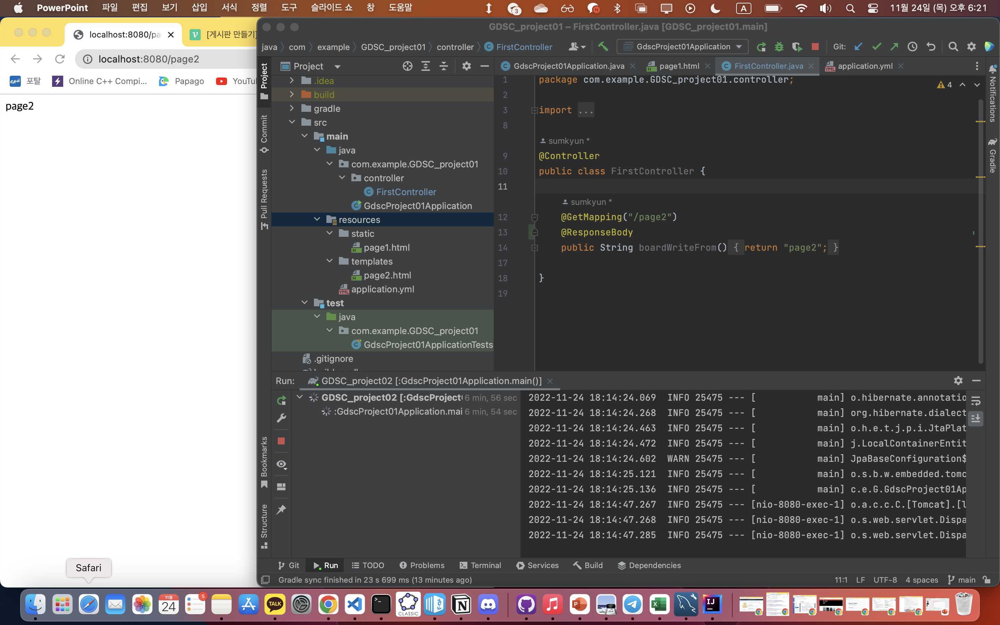 PowerPoint 파일 편집 보기 삽입 서식 정렬 도구 슬라이드 쇼 창 도움말 3 N A 11월 24일 (목) 오후 6:21
localhost:8080/pa
[게시판 만들기]
localhost:8080/page2
포탈 Online C++ Compi... Papago YouTu
page2
GDSC_project01 – FirstController.java [GDSC_project01.main]
java com example GDSC_project01 controller FirstController GdscProject01Application Git:
Project GdscProject01Application.java page1.html FirstController.java application.yml
Project
Commit
Pull Requests
Bookmarks
Structure
.idea
build
gradle
src
main
java
com.example.GDSC_project01
controller
FirstController
GdscProject01Application
resources
static
page1.html
templates
page2.html
application.yml
test
java
com.example.GDSC_project01
GdscProject01ApplicationTests
.gitignore
1 package com.example.GDSC_project01.controller;
4
2
3 import ...
8
sumkyun *
9 @Controller
10 public class FirstController {
11
sumkyun *
12 @GetMapping("/page2")
13 @ResponseBody
14 public String boardWriteFrom() { return "page2"; }
17
18 }
19
Notifications
Gradle
Run: GDSC_project02 [:GdscProject01Application.main()]
GDSC_project02 [:GdscProject 6 min, 56 sec
:GdscProject01Application.mai 6 min, 54 sec
2022-11-24 18:14:24.069 INFO 25475 --- [ main] o.hibernate.annotatio
2022-11-24 18:14:24.268 INFO 25475 --- [ main] org.hibernate.dialect
2022-11-24 18:14:24.463 INFO 25475 --- [ main] o.h.e.t.j.p.i.JtaPlat
2022-11-24 18:14:24.472 INFO 25475 --- [ main] j.LocalContainerEntit
2022-11-24 18:14:24.602 WARN 25475 --- [ main] JpaBaseConfiguration$
2022-11-24 18:14:25.121 INFO 25475 --- [ main] o.s.b.w.embedded.tomc
2022-11-24 18:14:25.136 INFO 25475 --- [ main] c.e.G.GdscProject01Ap
2022-11-24 18:14:47.267 INFO 25475 --- [nio-8080-exec-1] o.a.c.c.C.[Tomcat].[l
2022-11-24 18:14:47.268 INFO 25475 --- [nio-8080-exec-1] o.s.web.servlet.Dispa
2022-11-24 18:14:47.285 INFO 25475 --- [nio-8080-exec-1] o.s.web.servlet.Dispa
Git Run TODO Problems Terminal Services Build Dependencies
Gradle sync finished in 23 s 699 ms (13 minutes ago) 11:1 LF UTF-8 4 spaces main
Safari
11월
24
5
TALK
CLASSIC
IJ